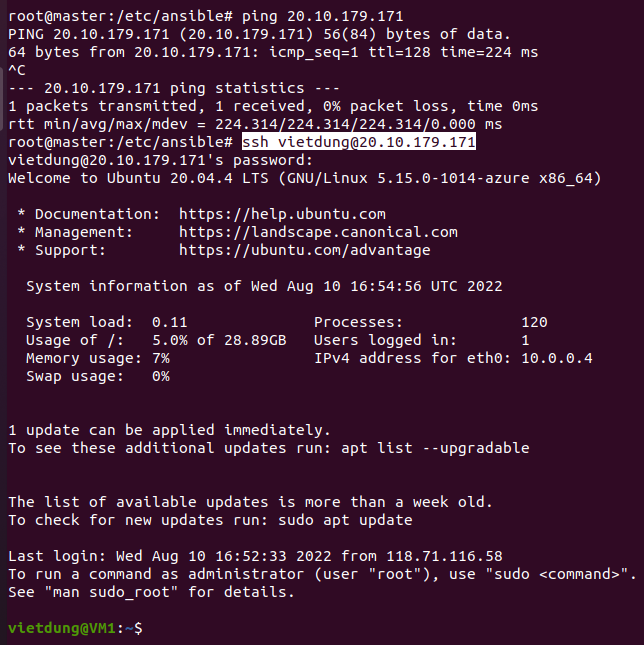 root@master:/etc/ansible# ping 20.10.179.171
PING 20.10.179.171 (20.10.179.171) 56(84) bytes of data.
64 bytes from 20.10.179.171: icmp_seq=1 ttl=128 time=224 ms
^C
--- 20.10.179.171 ping statistics ---
1 packets transmitted, 1 received, 0% packet loss, time 0ms
rtt min/avg/max/mdev = 224.314/224.314/224.314/0.000 ms
root@master:/etc/ansible# ssh vietdung@20.10.179.171
vietdung@20.10.179.171's password:
Welcome to Ubuntu 20.04.4 LTS (GNU/Linux 5.15.0-1014-azure x86_64)

 * Documentation:  https://help.ubuntu.com
 * Management:     https://landscape.canonical.com
 * Support:        https://ubuntu.com/advantage

  System information as of Wed Aug 10 16:54:56 UTC 2022

  System load:  0.11              Processes:             120
  Usage of /:   5.0% of 28.89GB   Users logged in:       1
  Memory usage: 7%                IPv4 address for eth0: 10.0.0.4
  Swap usage:   0%

1 update can be applied immediately.
To see these additional updates run: apt list --upgradable

The list of available updates is more than a week old.
To check for new updates run: sudo apt update

Last login: Wed Aug 10 16:52:33 2022 from 118.71.116.58
To run a command as administrator (user "root"), use "sudo <command>".
See "man sudo_root" for details.

vietdung@VM1:~$